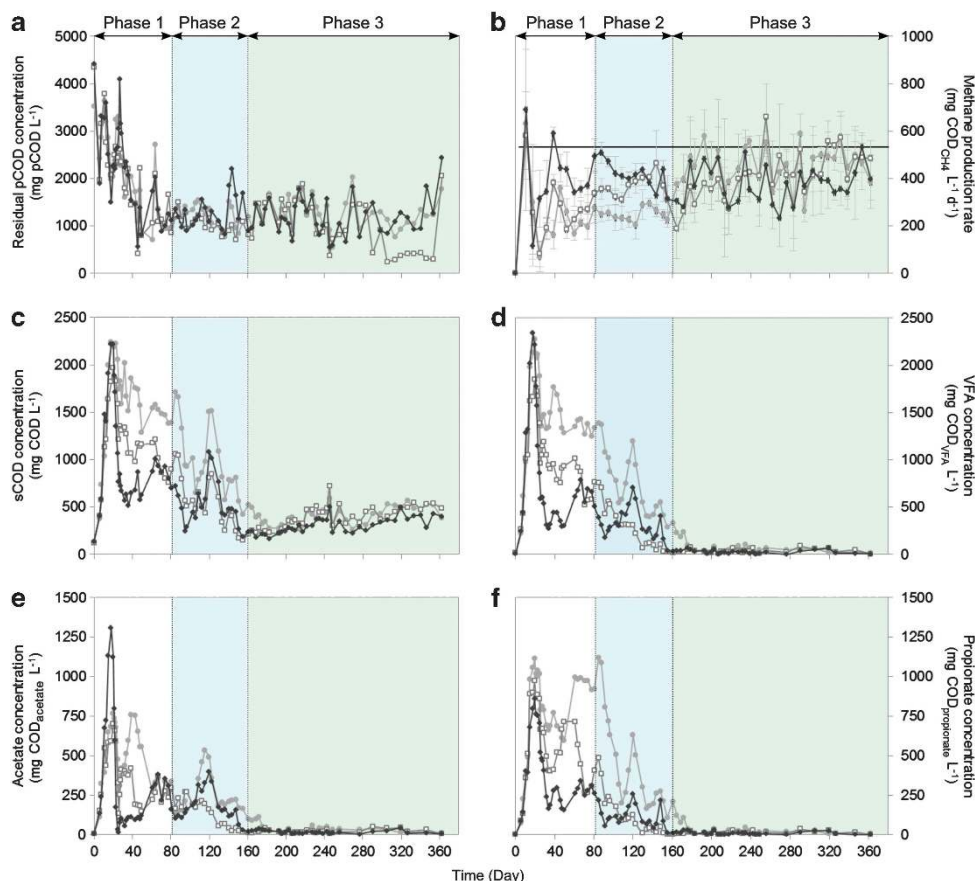 a
Phase 1
Phase 2
Phase 3
Residual pCOD concentration
(mg pCOD L-1)
5000
4000
3000
2000
1000
0
b
Phase 1
Phase 2
Phase 3
1000
800
600
400
200
0
Methane production rate
(mg CODCH4 L-1 d-1)
c
sCOD concentration
(mg COD L-1)
2500
2000
1500
1000
500
0
d
2500
2000
1500
1000
500
0
VFA concentration
(mg CODVFA L-1)
e
Acetate concentration
(mg CODacetate L-1)
1500
1250
1000
750
500
250
0
0 40 80 120 160 200 240 280 320 360
f
1500
1250
1000
750
500
250
0
Propionate concentration
(mg CODpropionate L-1)
0 40 80 120 160 200 240 280 320 360
Time (Day)